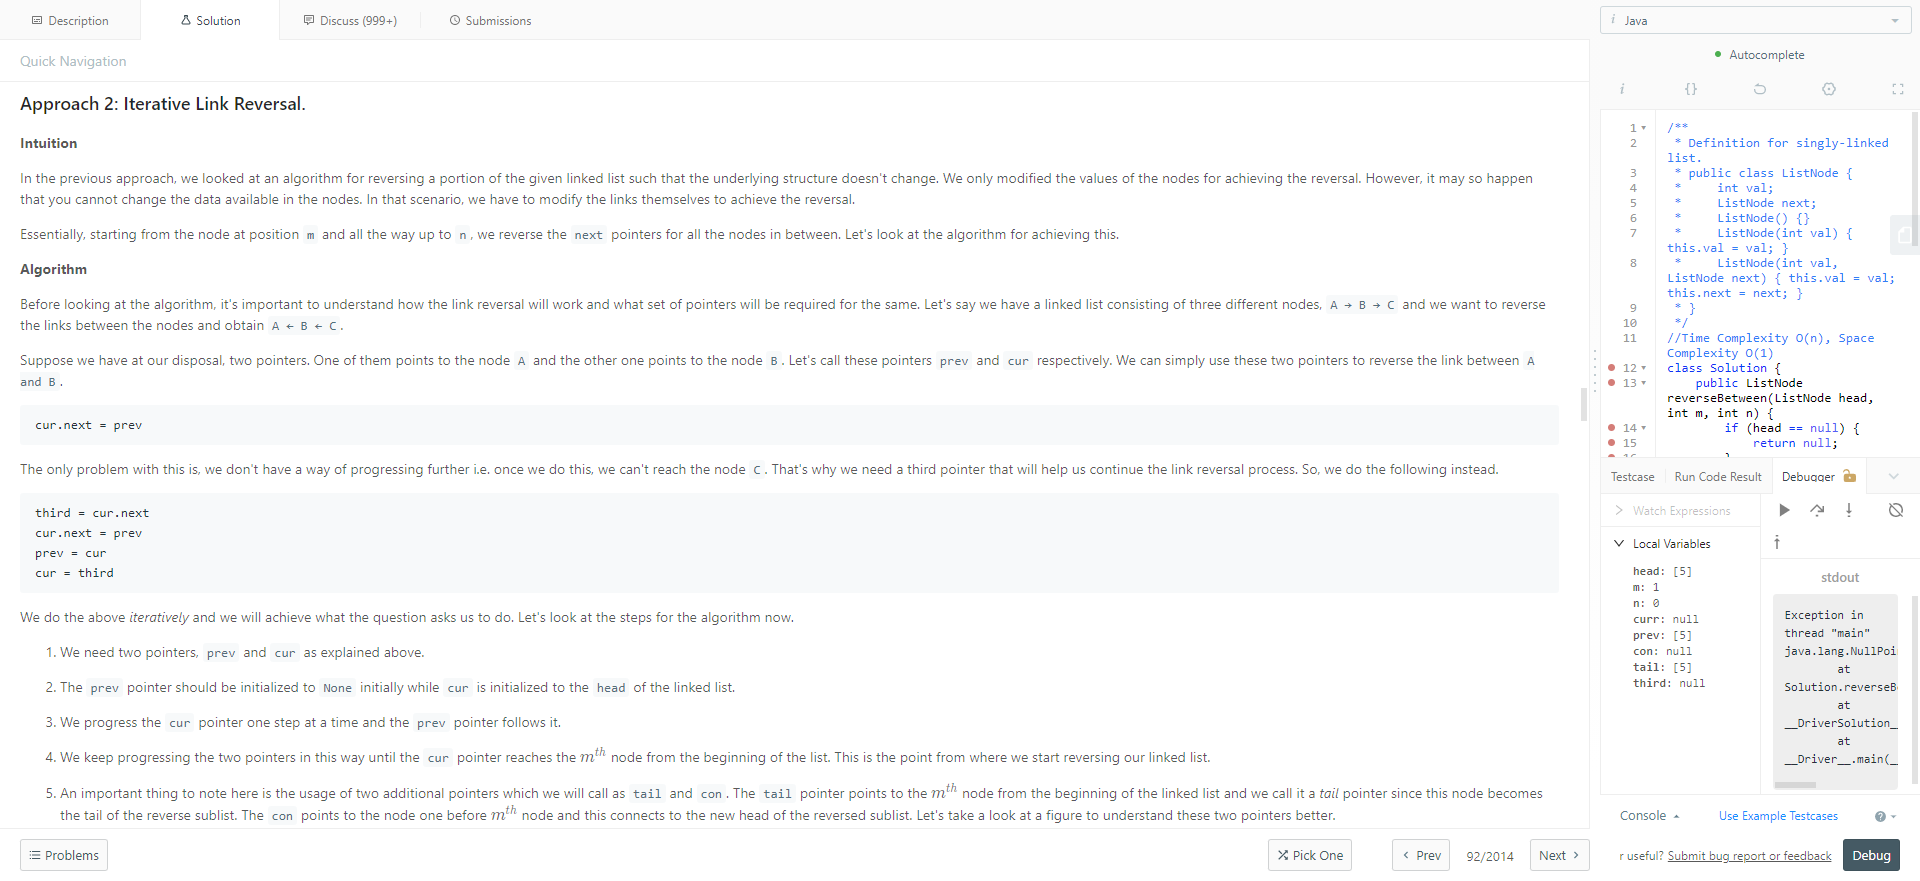 Description
Solution
Discuss (999+)
Submissions
Quick Navigation
Approach 2: Iterative Link Reversal.
Intuition
In the previous approach, we looked at an algorithm for reversing a portion of the given linked list such that the underlying structure doesn't change. We only modified the values of the nodes for achieving the reversal. However, it may so happen
that you cannot change the data available in the nodes. In that scenario, we have to modify the links themselves to achieve the reversal.
Essentially, starting from the node at position m and all the way up to n, we reverse the next pointers for all the nodes in between. Let's look at the algorithm for achieving this.
Algorithm
Before looking at the algorithm, it's important to understand how the link reversal will work and what set of pointers will be required for the same. Let's say we have a linked list consisting of three different nodes, A → B → C and we want to reverse
the links between the nodes and obtain A ← B ← C.
Suppose we have at our disposal, two pointers. One of them points to the node A and the other one points to the node B. Let's call these pointers prev and cur respectively. We can simply use these two pointers to reverse the link between A
and B.
cur.next = prev
The only problem with this is, we don't have a way of progressing further i.e. once we do this, we can't reach the node C. That's why we need a third pointer that will help us continue the link reversal process. So, we do the following instead.
third = cur.next
cur.next = prev
prev = cur
cur = third
We do the above iteratively and we will achieve what the question asks us to do. Let's look at the steps for the algorithm now.
1. We need two pointers, prev and cur as explained above.
2. The prev pointer should be initialized to None initially while cur is initialized to the head of the linked list.
3. We progress the cur pointer one step at a time and the prev pointer follows it.
4. We keep progressing the two pointers in this way until the cur pointer reaches the m^th node from the beginning of the list. This is the point from where we start reversing our linked list.
5. An important thing to note here is the usage of two additional pointers which we will call as tail and con. The tail pointer points to the m^th node from the beginning of the linked list and we call it a tail pointer since this node becomes
the tail of the reverse sublist. The con points to the node one before m^th node and this connects to the new head of the reversed sublist. Let's take a look at a figure to understand these two pointers better.
Problems
Pick One
Prev
92/2014
Next
i Java
Autocomplete
i {}
1 /**
2 * Definition for singly-linked
list.
3 * public class ListNode {
4 * int val;
5 * ListNode next;
6 * ListNode() {}
7 * ListNode(int val) {
this.val = val; }
8 * ListNode(int val,
ListNode next) { this.val = val;
this.next = next; }
9 * }
10 */
11 //Time Complexity O(n), Space
Complexity O(1)
12 class Solution {
13 public ListNode
reverseBetween(ListNode head,
int m, int n) {
14 if (head == null) {
15 return null;
Testcase
Run Code Result
Debugger
Watch Expressions
Local Variables
head: [5]
m: 1
n: 0
curr: null
prev: [5]
con: null
tail: [5]
third: null
stdout
Exception in
thread "main"
java.lang.NullPoi
at
Solution.reverseB
at
__DriverSolution_
at
__Driver__.main(_
Console
Use Example Testcases
?
r useful? Submit bug report or feedback
Debug